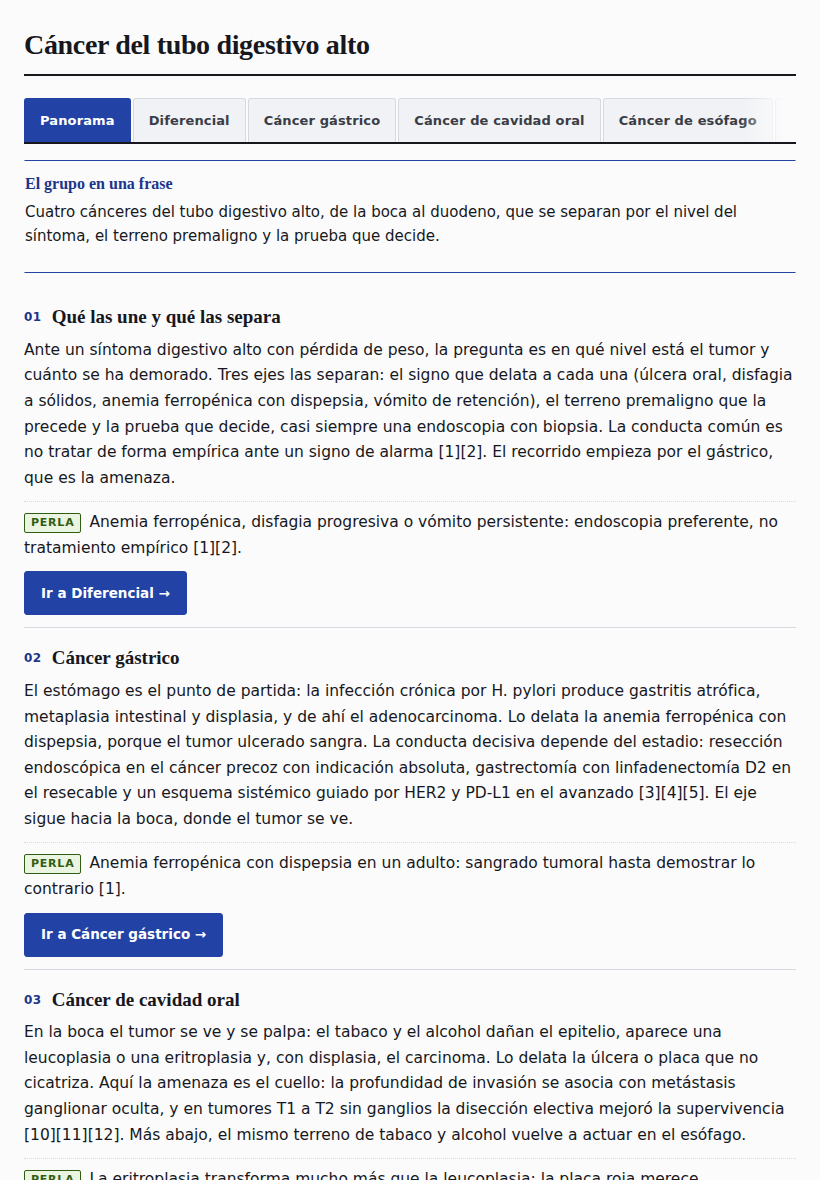 Cáncer del tubo digestivo alto
Panorama
Diferencial
Cáncer gástrico
Cáncer de cavidad oral
Cáncer de esófago
El grupo en una frase
Cuatro cánceres del tubo digestivo alto, de la boca al duodeno, que se separan por el nivel del
síntoma, el terreno premaligno y la prueba que decide.
01 Qué las une y qué las separa
Ante un síntoma digestivo alto con pérdida de peso, la pregunta es en qué nivel está el tumor y
cuánto se ha demorado. Tres ejes las separan: el signo que delata a cada una (úlcera oral, disfagia
a sólidos, anemia ferropénica con dispepsia, vómito de retención), el terreno premaligno que la
precede y la prueba que decide, casi siempre una endoscopia con biopsia. La conducta común es
no tratar de forma empírica ante un signo de alarma [1][2]. El recorrido empieza por el gástrico,
que es la amenaza.
PERLA Anemia ferropénica, disfagia progresiva o vómito persistente: endoscopia preferente, no
tratamiento empírico [1][2].
Ir a Diferencial →
02 Cáncer gástrico
El estómago es el punto de partida: la infección crónica por H. pylori produce gastritis atrófica,
metaplasia intestinal y displasia, y de ahí el adenocarcinoma. Lo delata la anemia ferropénica con
dispepsia, porque el tumor ulcerado sangra. La conducta decisiva depende del estadio: resección
endoscópica en el cáncer precoz con indicación absoluta, gastrectomía con linfadenectomía D2 en
el resecable y un esquema sistémico guiado por HER2 y PD-L1 en el avanzado [3][4][5]. El eje
sigue hacia la boca, donde el tumor se ve.
PERLA Anemia ferropénica con dispepsia en un adulto: sangrado tumoral hasta demostrar lo
contrario [1].
Ir a Cáncer gástrico →
03 Cáncer de cavidad oral
En la boca el tumor se ve y se palpa: el tabaco y el alcohol dañan el epitelio, aparece una
leucoplasia o una eritroplasia y, con displasia, el carcinoma. Lo delata la úlcera o placa que no
cicatriza. Aquí la amenaza es el cuello: la profundidad de invasión se asocia con metástasis
ganglionar oculta, y en tumores T1 a T2 sin ganglios la disección electiva mejoró la supervivencia
[10][11][12]. Más abajo, el mismo terreno de tabaco y alcohol vuelve a actuar en el esófago.
PERLA La eritroplasia transforma mucho más que la leucoplasia: la placa roja merece